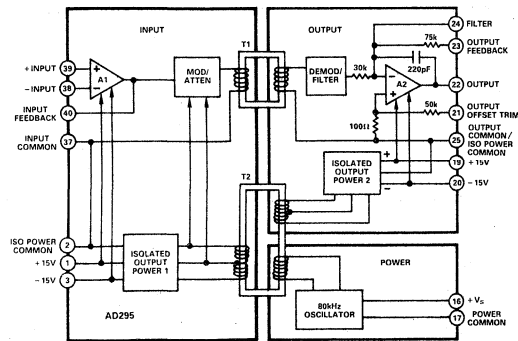 INPUT
OUTPUT
39
+ INPUT
38
− INPUT
40
INPUT
FEEDBACK
37
INPUT
COMMON
A1
MOD/
ATTEN
T1
DEMOD/
FILTER
30k
75k
220pF
A2
50k
100Ω
24
FILTER
23
OUTPUT
FEEDBACK
22
OUTPUT
21
OUTPUT
OFFSET TRIM
25
OUTPUT
COMMON/
ISO POWER
COMMON
19
+ 15V
20
− 15V
ISOLATED
OUTPUT
POWER 2
+
−
T2
ISO POWER
COMMON
2
+ 15V
1
− 15V
3
ISOLATED
OUTPUT
POWER 1
AD295
POWER
80kHz
OSCILLATOR
16
+ VS
17
POWER
COMMON